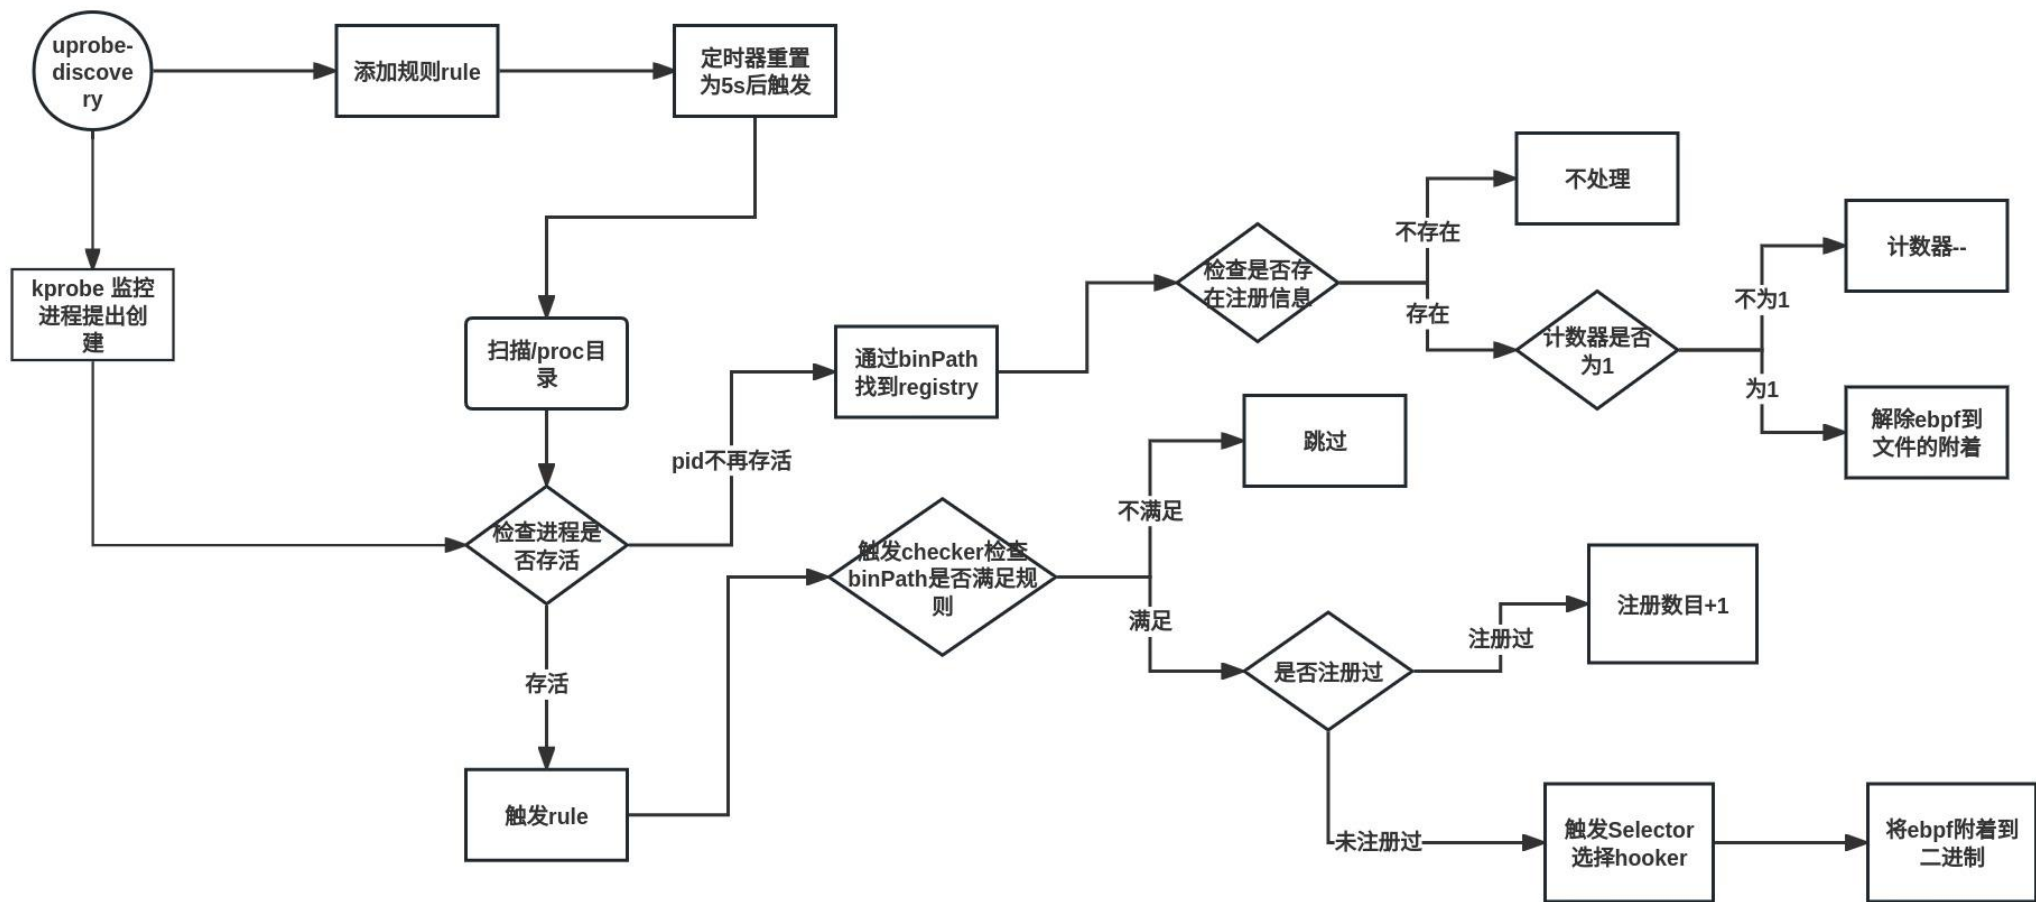 uprobe-
discove
ry
添加规则rule
定时器重置
为5s后触发
kprobe 监控
进程提出创
建
扫描/proc目
录
检查进程是
否存活
pid不再存活
通过binPath
找到registry
检查是否存
在注册信息
不存在
不处理
存在
计数器是否
为1
不为1
计数器--
为1
解除ebpf到
文件的附着
存活
触发rule
触发checker检查
binPath是否满足规
则
不满足
跳过
满足
是否注册过
注册过
注册数目+1
未注册过
触发Selector
选择hooker
将ebpf附着到
二进制